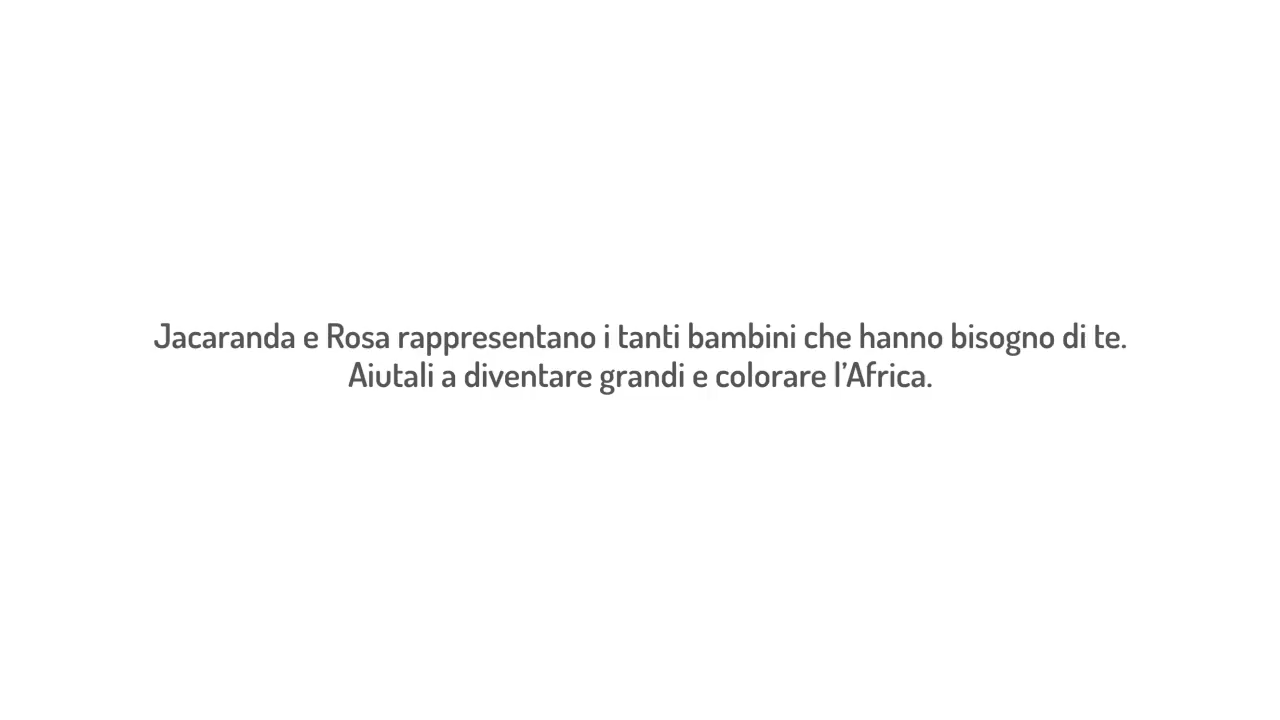 Jacaranda e Rosa rappresentano i tanti bambini che hanno bisogno di te.
Aiutali a diventare grandi e colorare l’Africa.